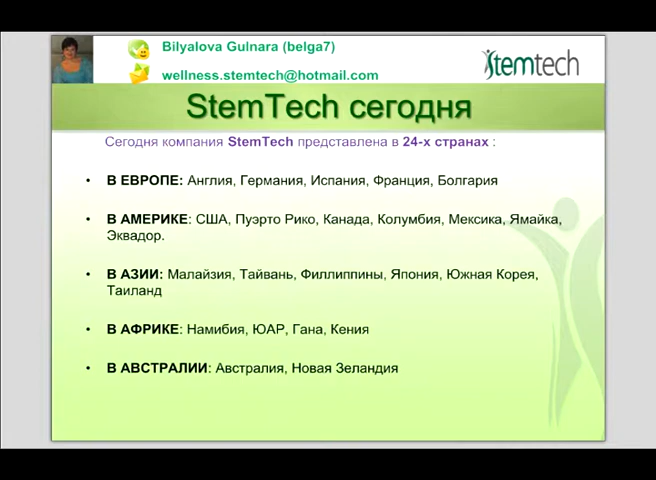 Bilyalova Gulnara (belga7)
stemtech
wellness.stemtech@hotmail.com
StemTech сегодня
Сегодня компания StemTech представлена в 24-х странах :
• В ЕВРОПЕ: Англия, Германия, Испания, Франция, Болгария
• В АМЕРИКЕ: США, Пуэрто Рико, Канада, Колумбия, Мексика, Ямайка,
Эквадор.
• В АЗИИ: Малайзия, Тайвань, Филлиппины, Япония, Южная Корея,
Таиланд
• В АФРИКЕ: Намибия, ЮАР, Гана, Кения
• В АВСТРАЛИИ: Австралия, Новая Зеландия